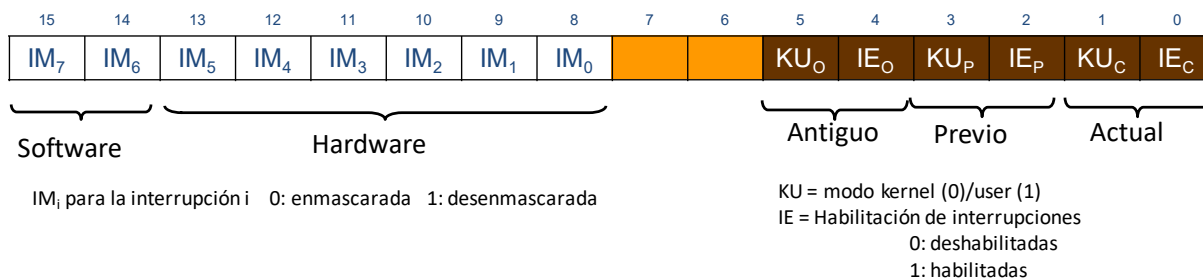 15 14 13 12 11 10 9 8 7 6 5 4 3 2 1 0
IM7 IM6 IM5 IM4 IM3 IM2 IM1 IM0 KUO IEO KUP IEP KUC IEC
Software Hardware Antiguo Previo Actual
IMi para la interrupción i 0: enmascarada 1: desenmascarada
KU = modo kernel (0)/user (1)
IE = Habilitación de interrupciones
0: deshabilitadas
1: habilitadas